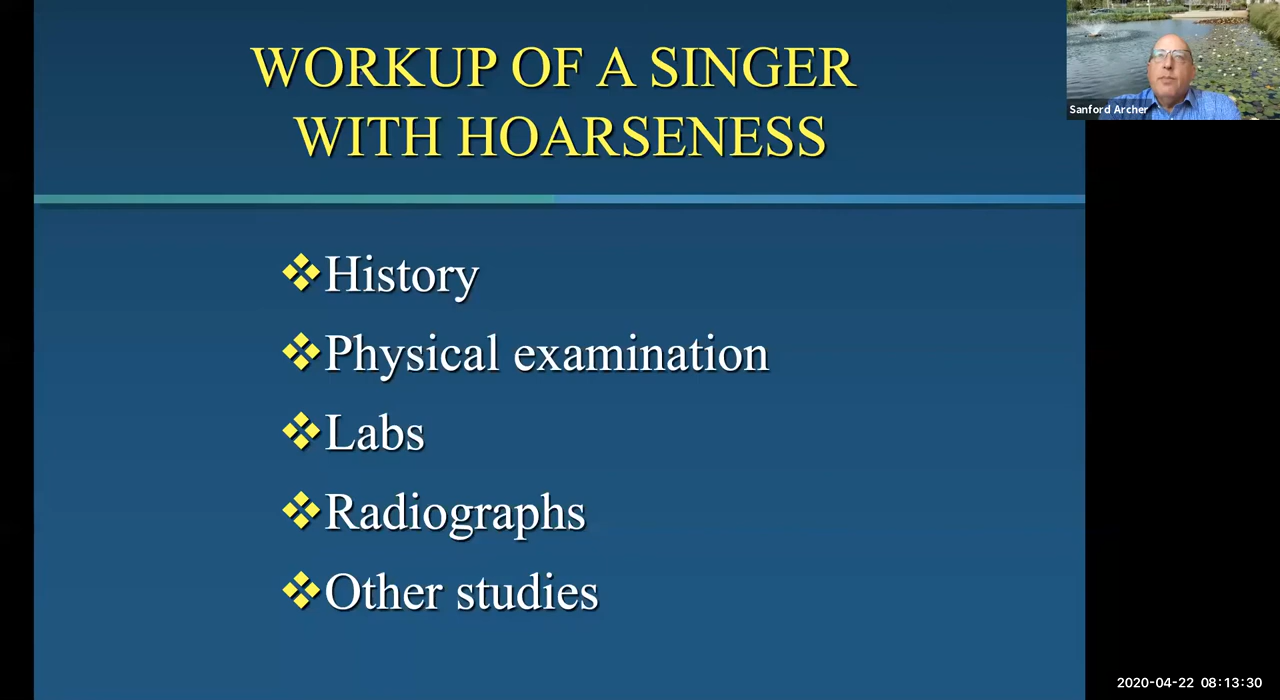 WORKUP OF A SINGER
WITH HOARSENESS
Sanford Archer
❖History
❖Physical examination
❖Labs
❖Radiographs
❖Other studies
2020-04-22 08:13:30